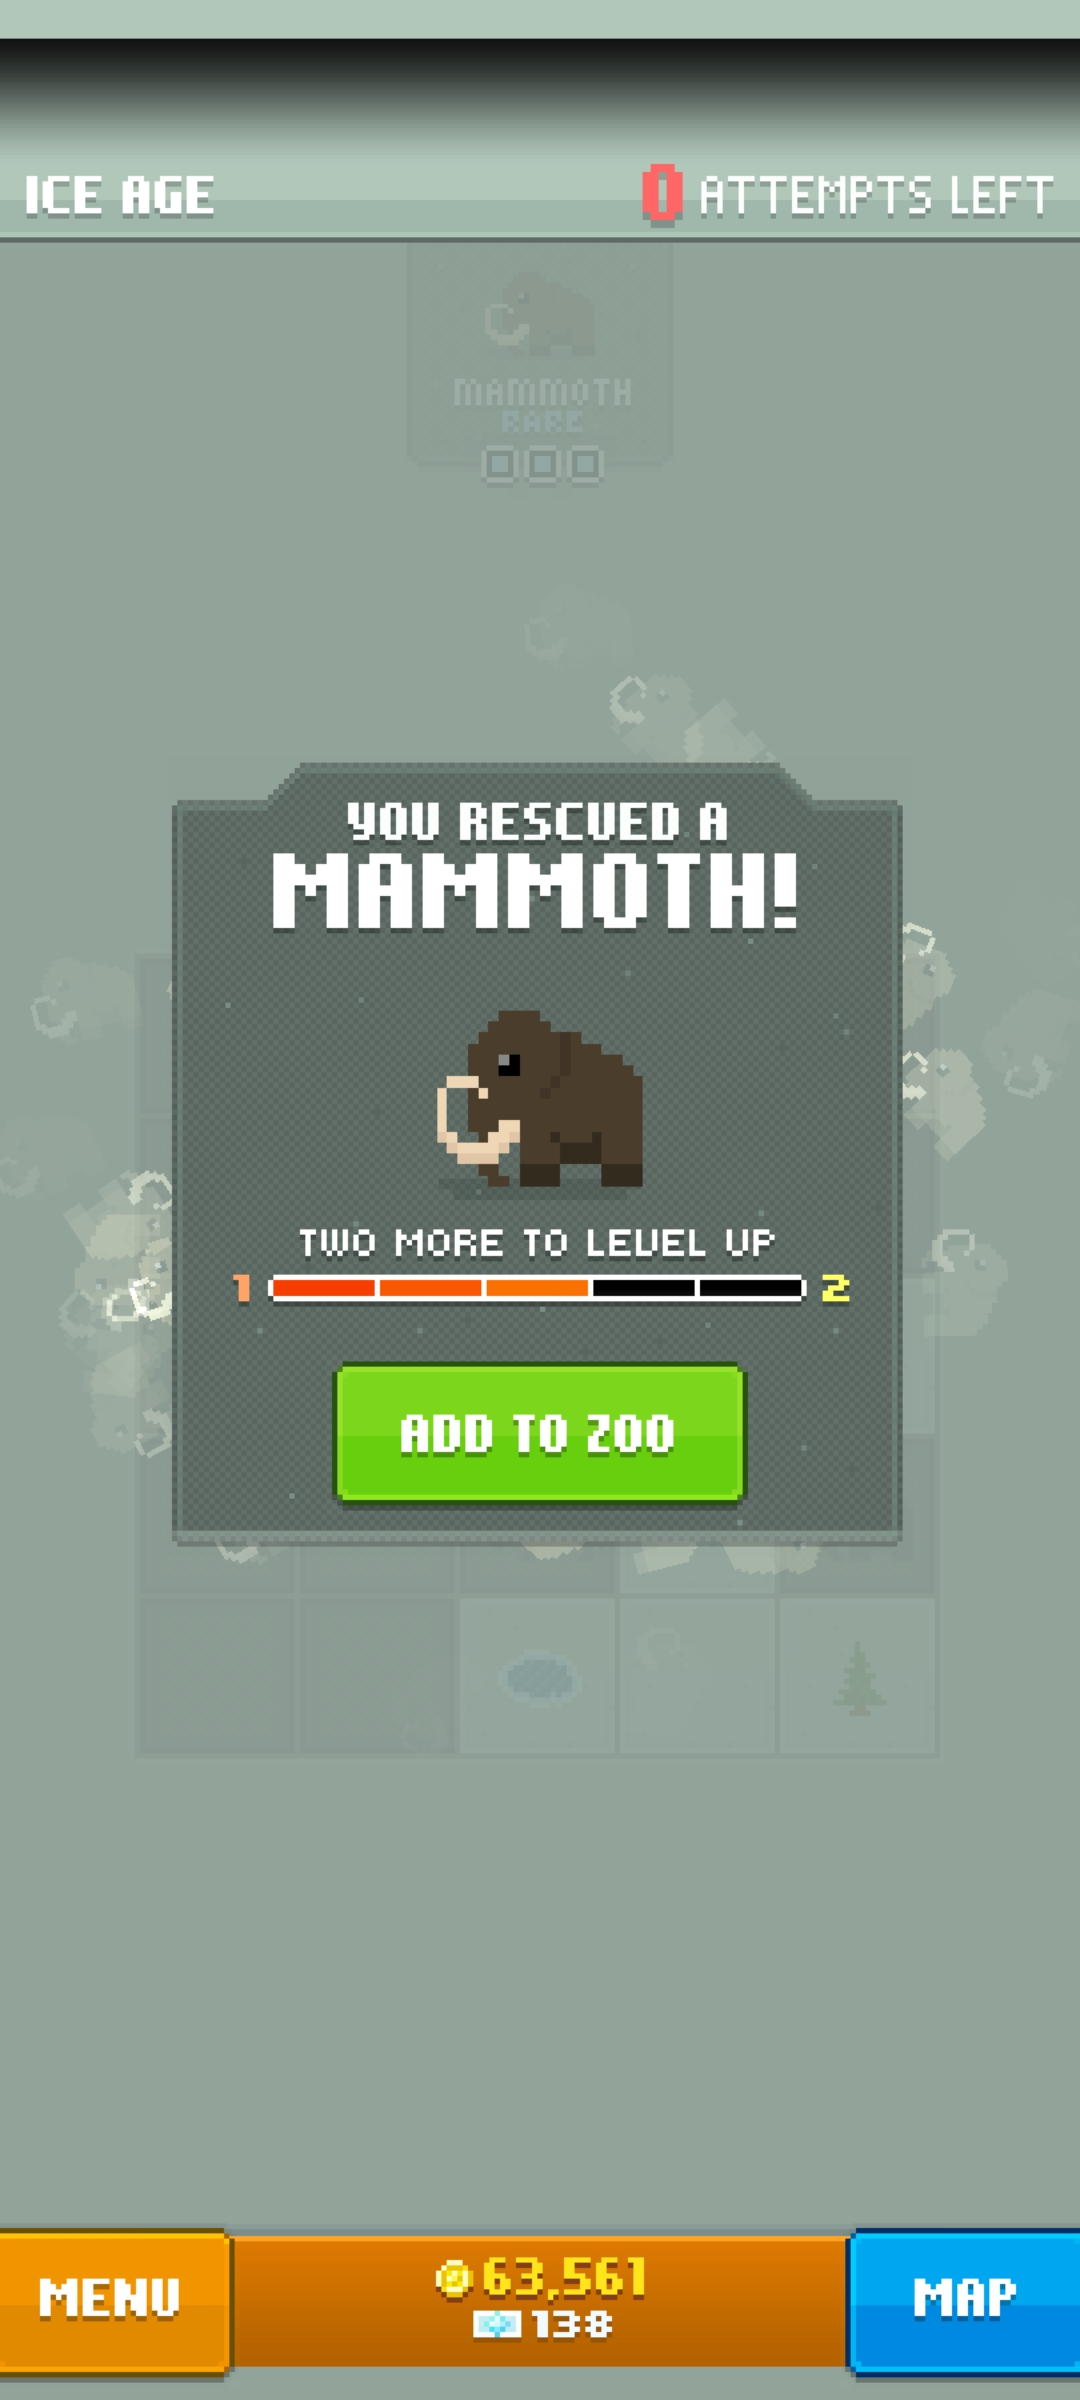 ICE AGE
0 ATTEMPTS LEFT
MAMMOTH
RARE
YOU RESCUED A
MAMMOTH!
TWO MORE TO LEVEL UP
1 2
ADD TO ZOO
MENU
63,561
138
MAP